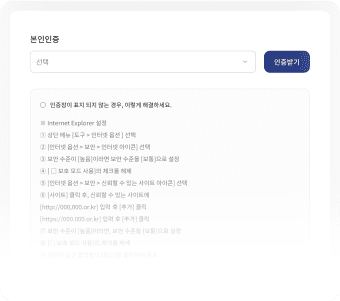 본인인증
선택
인증받기
인증창이 표지 되지 않는 경우, 이렇게 해결하세요.
※ Internet Explorer 설정
① 상단 메뉴 [도구 > 인터넷 옵션] 선택
② [인터넷 옵션 > 보안 > 인터넷 아이콘] 선택
③ 보안 수준이 [높음]이라면 보안 수준을 [보통]으로 설정
④ [ □ 보호 모드 사용]의 체크를 해제
⑤ [인터넷 옵션 > 보안 > 신뢰할 수 있는 사이트 아이콘] 선택
⑥ [사이트] 클릭 후, 신뢰할 수 있는 사이트에
[http://000.000.or.kr] 입력 후 [추가] 클릭
[https://000.000.or.kr] 입력 후 [추가] 클릭
⑦ 보안 수준이 [높음]이라면, 보안 수준을 [보통]으로 설정
⑧ [ □ 보호 모드 사용]의 체크를 해제